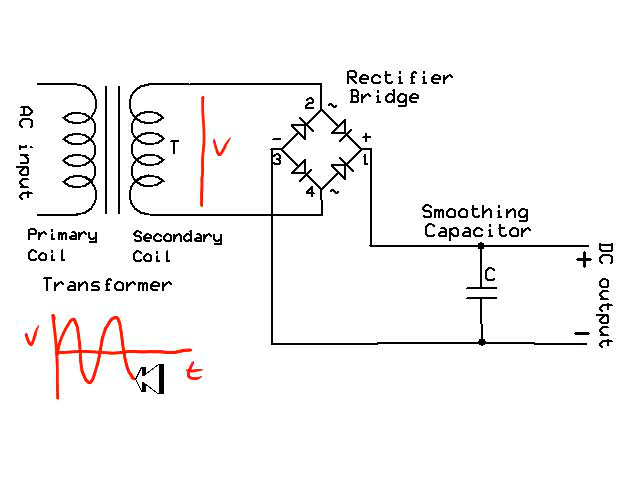 Rectifier
Bridge
AC input
T
V
2
~
-
+
3
1
4
~
Primary
Coil
Secondary
Coil
Transformer
Smoothing
Capacitor
C
+
-
DC output
V
t